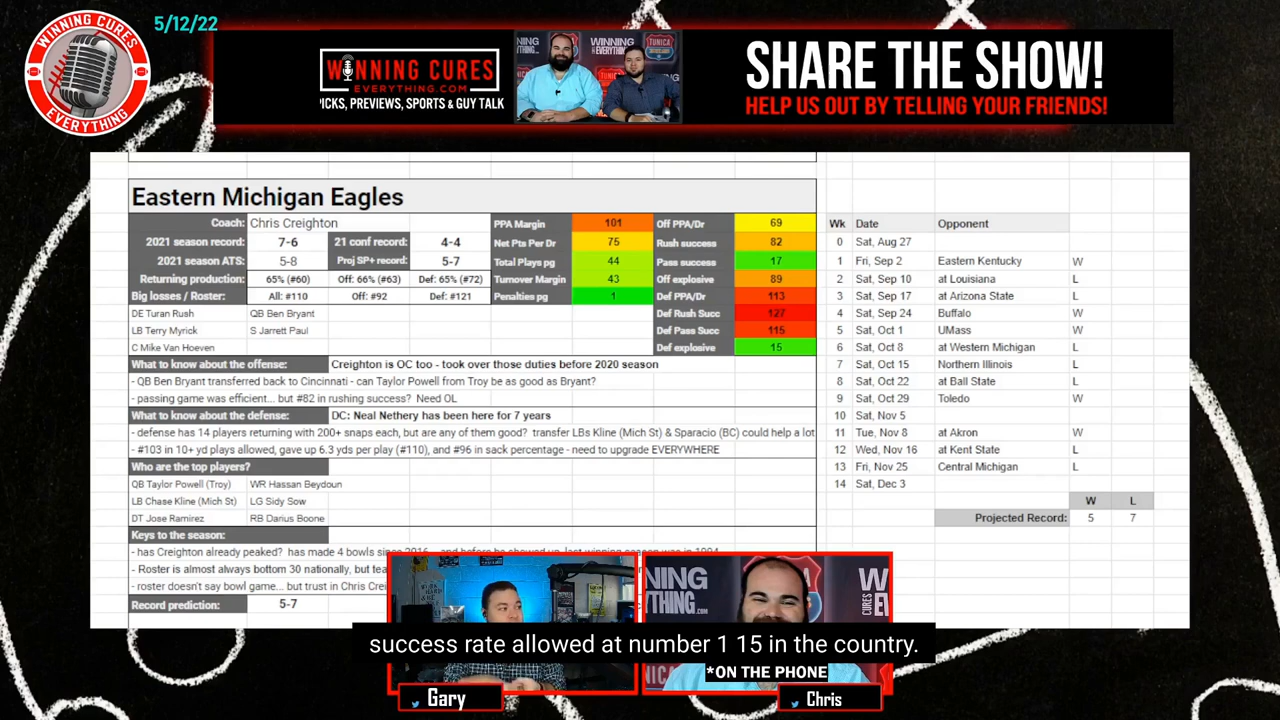 WINNING CURES
EVERYTHING
5/12/22
WINNING CURES
EVERYTHING.COM
PICKS, PREVIEWS, SPORTS & GUY TALK
SHARE THE SHOW!
HELP US OUT BY TELLING YOUR FRIENDS!
Eastern Michigan Eagles
Coach: Chris Creighton PPA Margin 101 Off PPA/Dr 69
2021 season record: 7-6 21 conf record: 4-4 Net Pts Per Dr 75 Rush success 82
2021 season ATS: 5-8 Proj SP+ record: 5-7 Total Plays pg 44 Pass success 17
Returning production: 65% (#60) Off: 66% (#63) Def: 65% (#72) Turnover Margin 43 Off explosive 89
Big losses / Roster: All: #110 Off: #92 Def: #121 Penalties pg 1 Def PPA/Dr 113
DE Turan Rush QB Ben Bryant Def Rush Succ 127
LB Terry Myrick S Jarrett Paul Def Pass Succ 115
C Mike Van Hoeven Def explosive 15
What to know about the offense: Creighton is OC too - took over those duties before 2020 season
- QB Ben Bryant transferred back to Cincinnati - can Taylor Powell from Troy be as good as Bryant?
- passing game was efficient... but #82 in rushing success? Need OL
What to know about the defense: DC: Neal Nethery has been here for 7 years
- defense has 14 players returning with 200+ snaps each, but are any of them good? transfer LBs Kline (Mich St) & Sparacio (BC) could help a lot
- #103 in 10+ yd plays allowed, gave up 6.3 yds per play (#110), and #96 in sack percentage - need to upgrade EVERYWHERE
Who are the top players?
QB Taylor Powell (Troy) WR Hassan Beydoun
LB Chase Kline (Mich St) LG Sidy Sow
DT Jose Ramirez RB Darius Boone
Keys to the season:
- has Creighton already peaked? has made 4 bowls since 2016... and before he showed up, last winning season was in 1994
- Roster is almost always bottom 30 nationally, but
- roster doesn't say bowl game... but trust in Chris
Record prediction: 5-7
Wk Date Opponent
0 Sat, Aug 27
1 Fri, Sep 2 Eastern Kentucky W
2 Sat, Sep 10 at Louisiana L
3 Sat, Sep 17 at Arizona State L
4 Sat, Sep 24 Buffalo W
5 Sat, Oct 1 UMass W
6 Sat, Oct 8 at Western Michigan L
7 Sat, Oct 15 Northern Illinois L
8 Sat, Oct 22 at Ball State L
9 Sat, Oct 29 Toledo W
10 Sat, Nov 5
11 Tue, Nov 8 at Akron W
12 Wed, Nov 16 at Kent State L
13 Fri, Nov 25 Central Michigan L
14 Sat, Dec 3
W L
Projected Record: 5 7
success rate allowed at number 1 15 in the country.
*ON THE PHONE
Gary
Chris